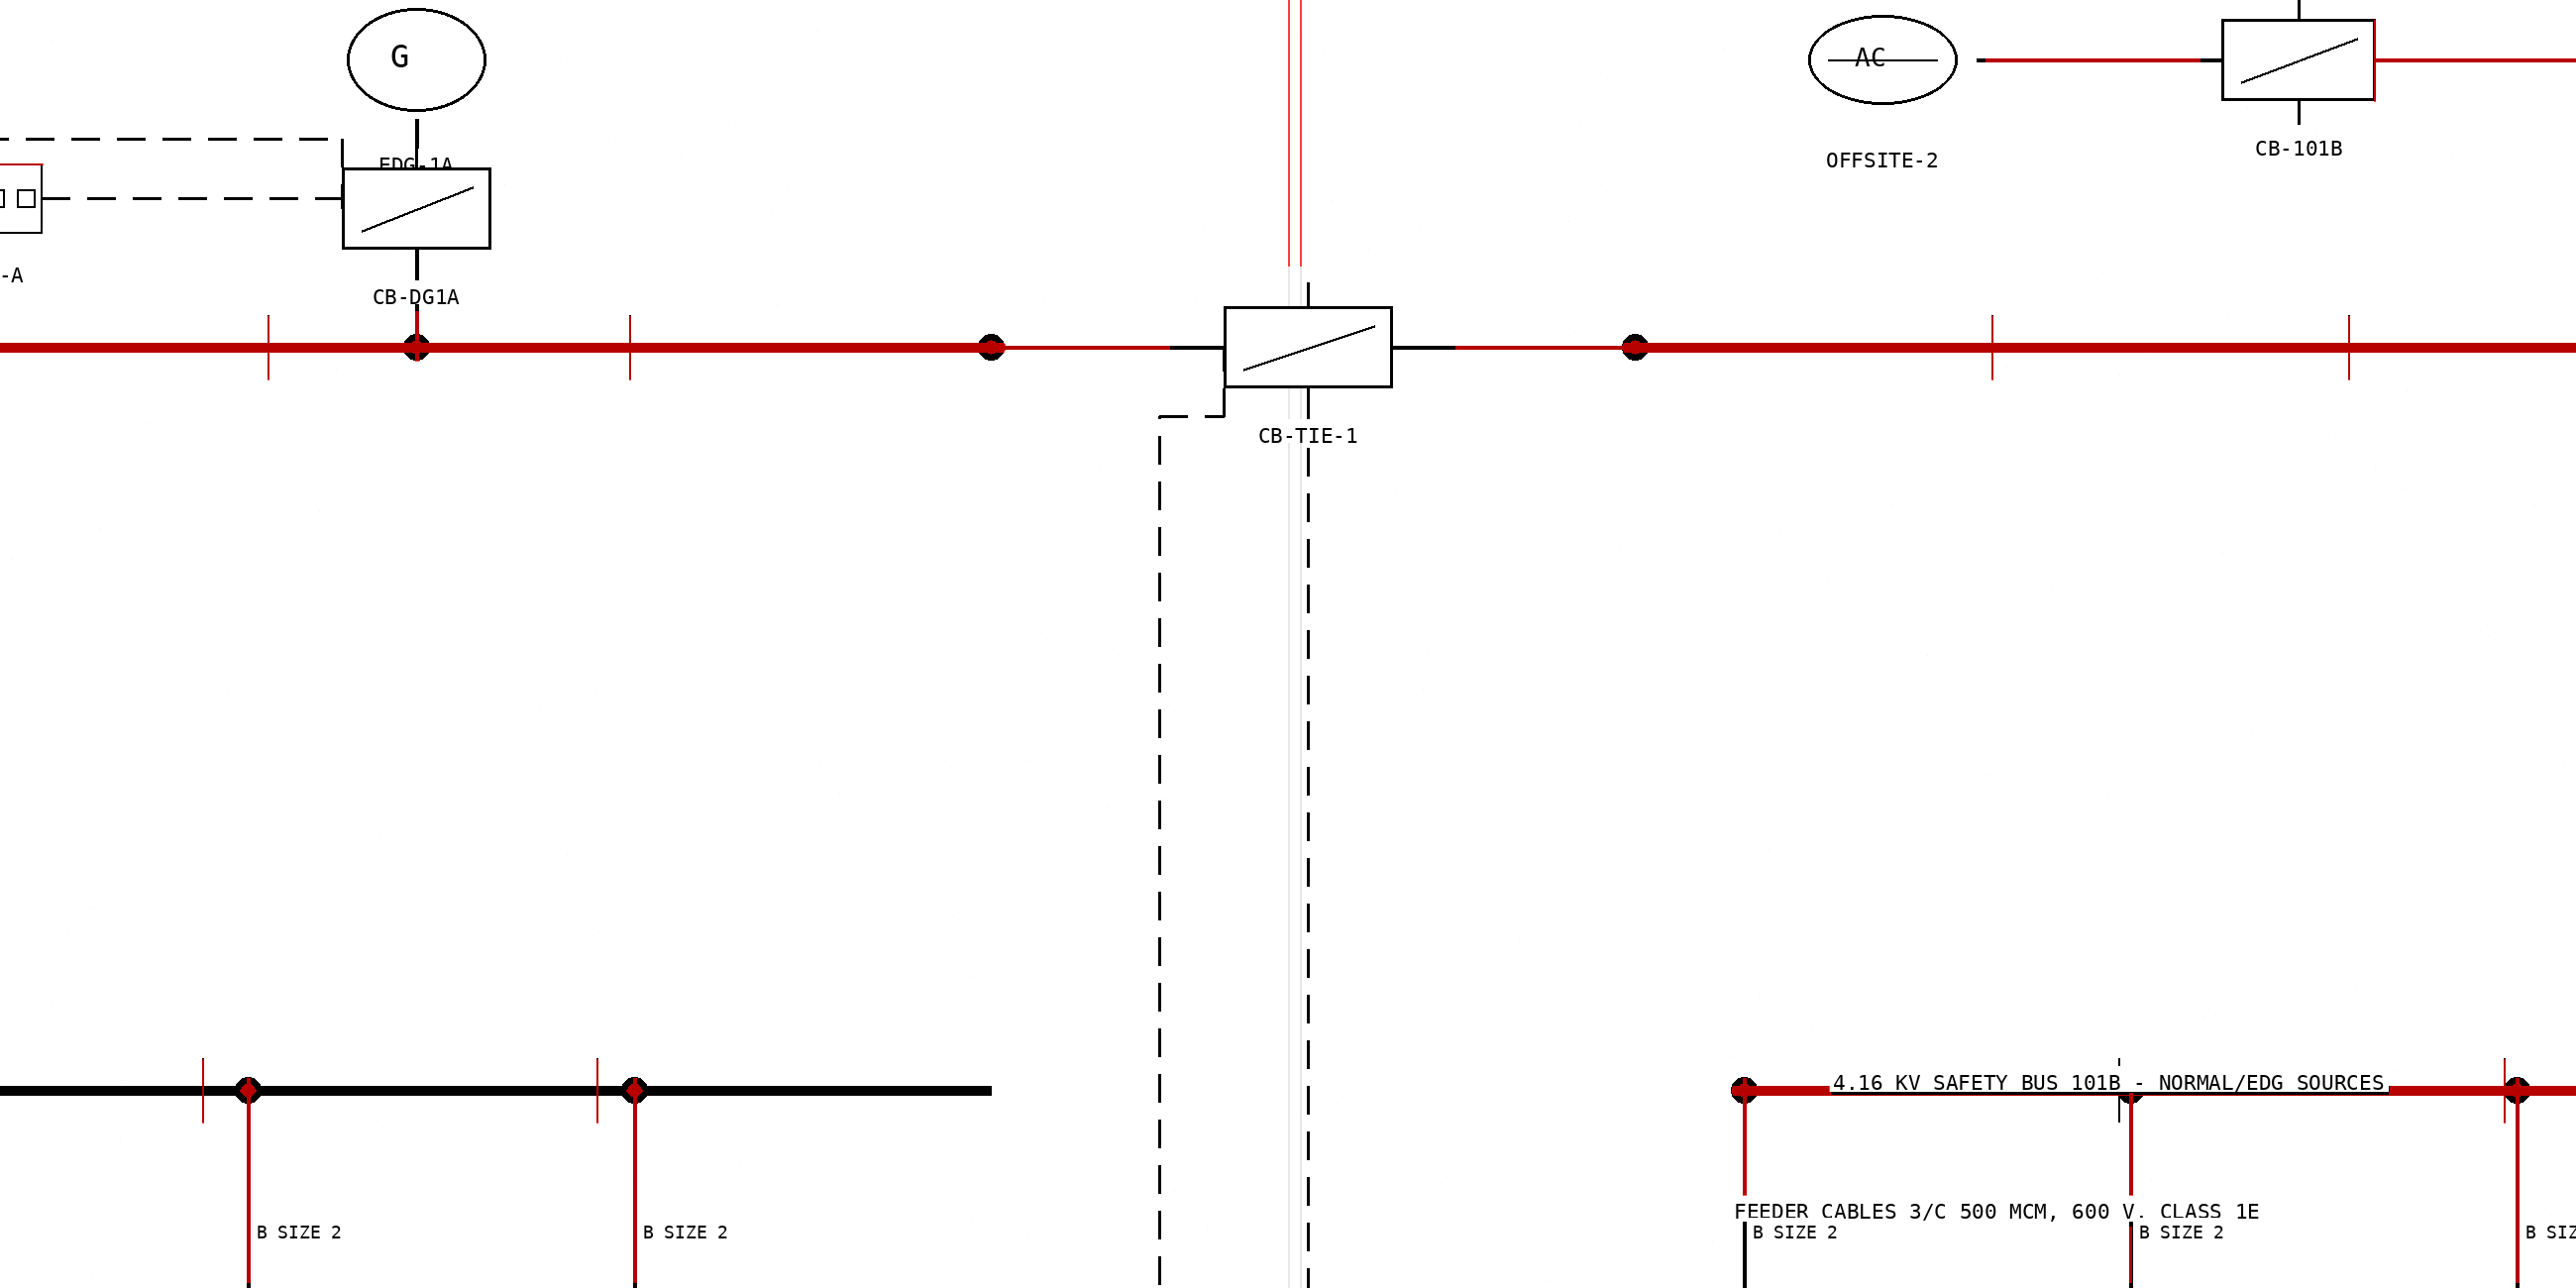 G
AC
EDG-1A
OFFSITE-2
CB-101B
-A
CB-DG1A
CB-TIE-1
4.16 KV SAFETY BUS 101B - NORMAL/EDG SOURCES
FEEDER CABLES 3/C 500 MCM, 600 V. CLASS 1E
B SIZE 2
B SIZE 2
B SIZE 2
B SIZE 2
B SIZ